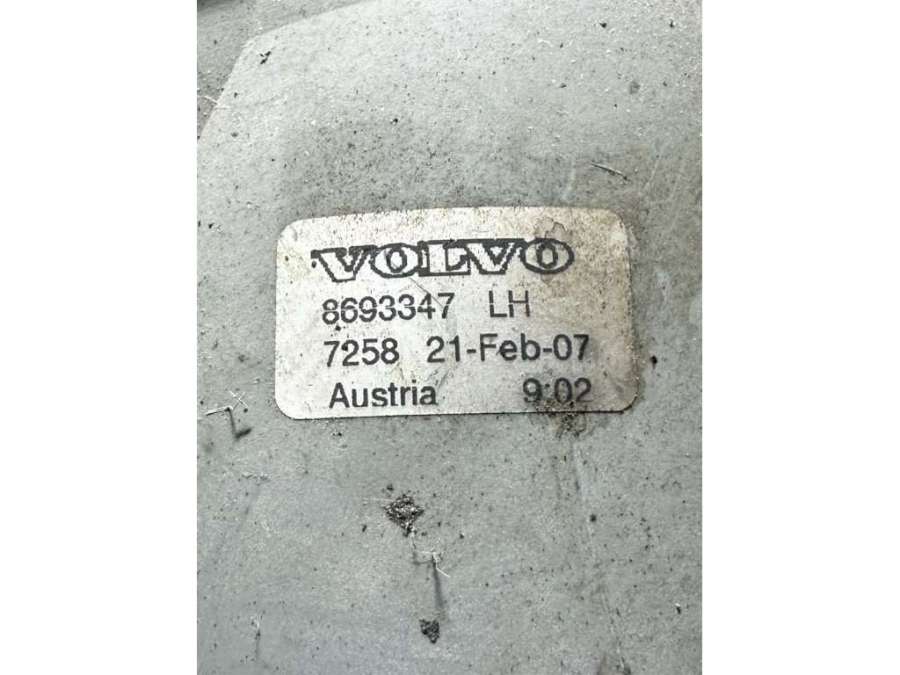 VOLVO
8693347 LH
7258 21-Feb-07
Austria 9:02